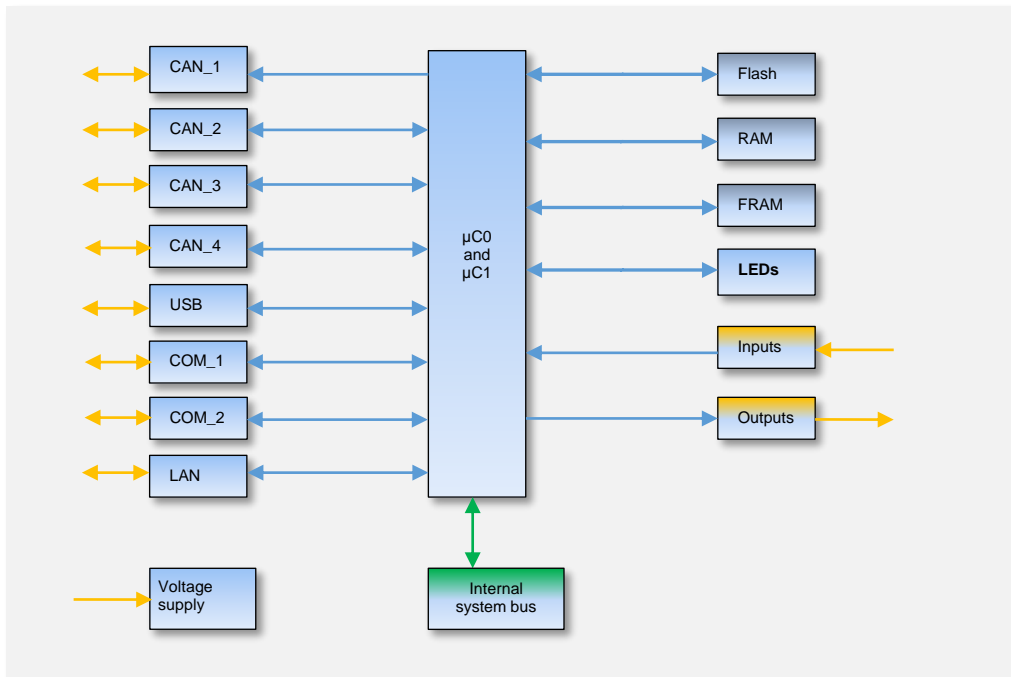 CAN_1
CAN_2
CAN_3
CAN_4
USB
COM_1
COM_2
LAN
Voltage
supply
µC0
and
µC1
Internal
system bus
Flash
RAM
FRAM
LEDs
Inputs
Outputs